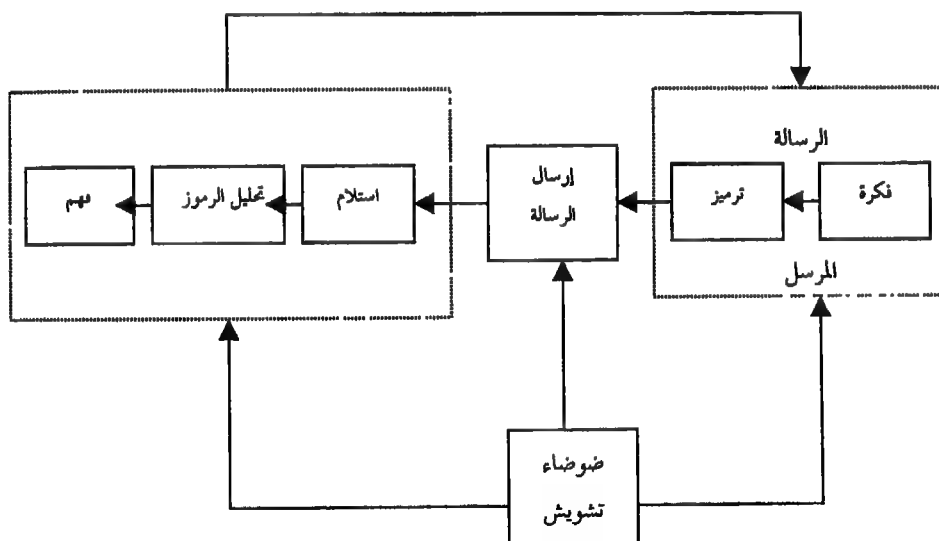 الرسالة
فكرة
ترميز
المرسل
إرسال
الرسالة
استلام
تحليل الرموز
فهم
ضوضاء
تشويش